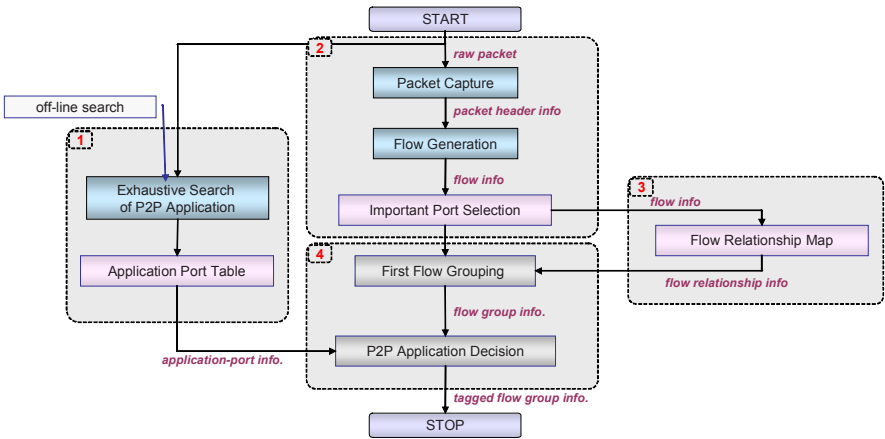 START
2
raw packet
Packet Capture
off-line search
packet header info
1
Flow Generation
flow info
Exhaustive Search
of P2P Application
3
Important Port Selection
flow info
Flow Relationship Map
4
Application Port Table
First Flow Grouping
flow relationship info
flow group info.
application-port info.
P2P Application Decision
tagged flow group info.
STOP